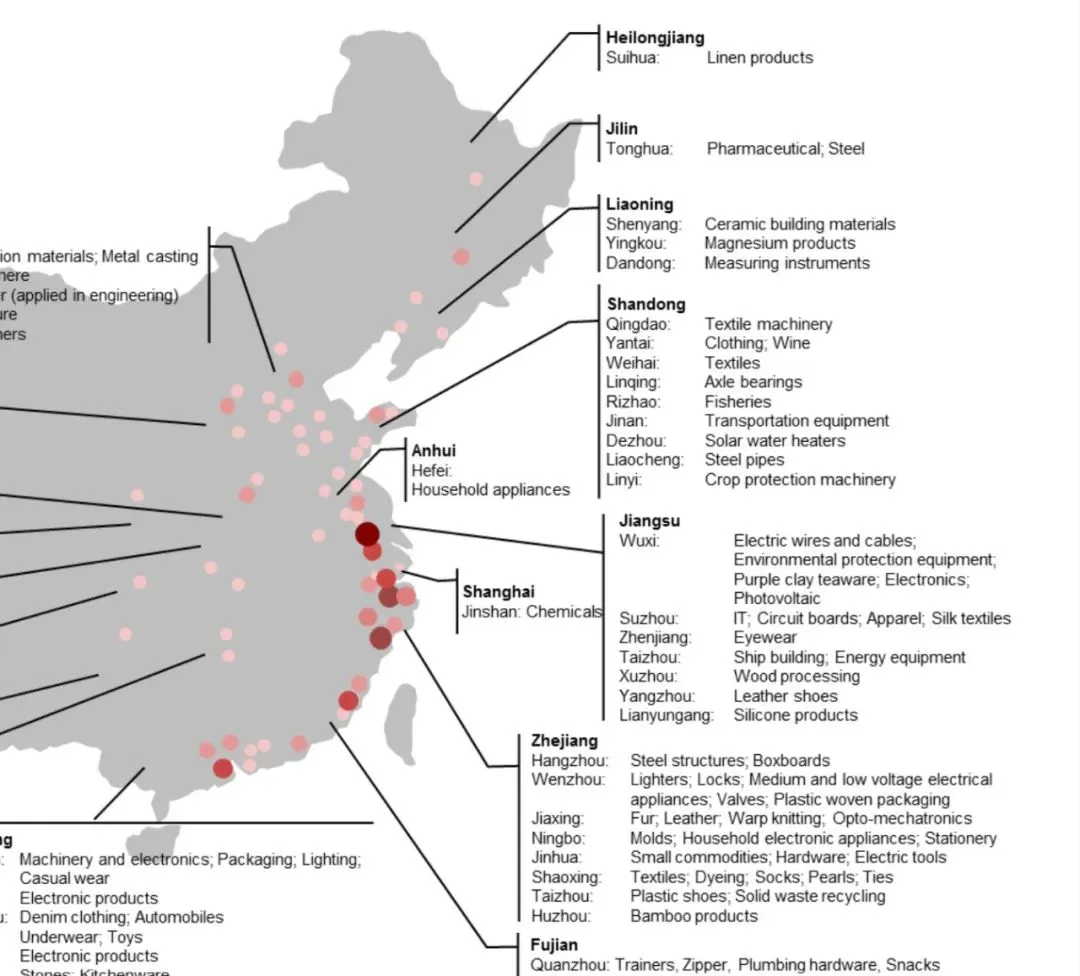 Heilongjiang
Suihua: Linen products
Jilin
Tonghua: Pharmaceutical; Steel
Liaoning
Shenyang: Ceramic building materials
Yingkou: Magnesium products
Dandong: Measuring instruments
materials; Metal casting
(applied in engineering)
Shandong
Qingdao: Textile machinery
Yantai: Clothing; Wine
Weihai: Textiles
Linqing: Axle bearings
Rizhao: Fisheries
Jinan: Transportation equipment
Dezhou: Solar water heaters
Liaocheng: Steel pipes
Linyi: Crop protection machinery
Anhui
Hefei:
Household appliances
Jiangsu
Wuxi: Electric wires and cables;
Environmental protection equipment;
Purple clay teaware; Electronics;
Photovoltaic
Suzhou: IT; Circuit boards; Apparel; Silk textiles
Zhenjiang: Eyewear
Taizhou: Ship building; Energy equipment
Xuzhou: Wood processing
Yangzhou: Leather shoes
Lianyungang: Silicone products
Shanghai
Jinshan: Chemicals
Zhejiang
Hangzhou: Steel structures; Boxboards
Wenzhou: Lighters; Locks; Medium and low voltage electrical
appliances; Valves; Plastic woven packaging
Jiaxing: Fur; Leather; Warp knitting; Opto-mechatronics
Ningbo: Molds; Household electronic appliances; Stationery
Jinhua: Small commodities; Hardware; Electric tools
Shaoxing: Textiles; Dyeing; Socks; Pearls; Ties
Taizhou: Plastic shoes; Solid waste recycling
Huzhou: Bamboo products
Machinery and electronics; Packaging; Lighting;
Casual wear
Electronic products
Denim clothing; Automobiles
Underwear; Toys
Electronic products
Stones; Kitchenware
Fujian
Quanzhou: Trainers, Zipper, Plumbing hardware, Snacks